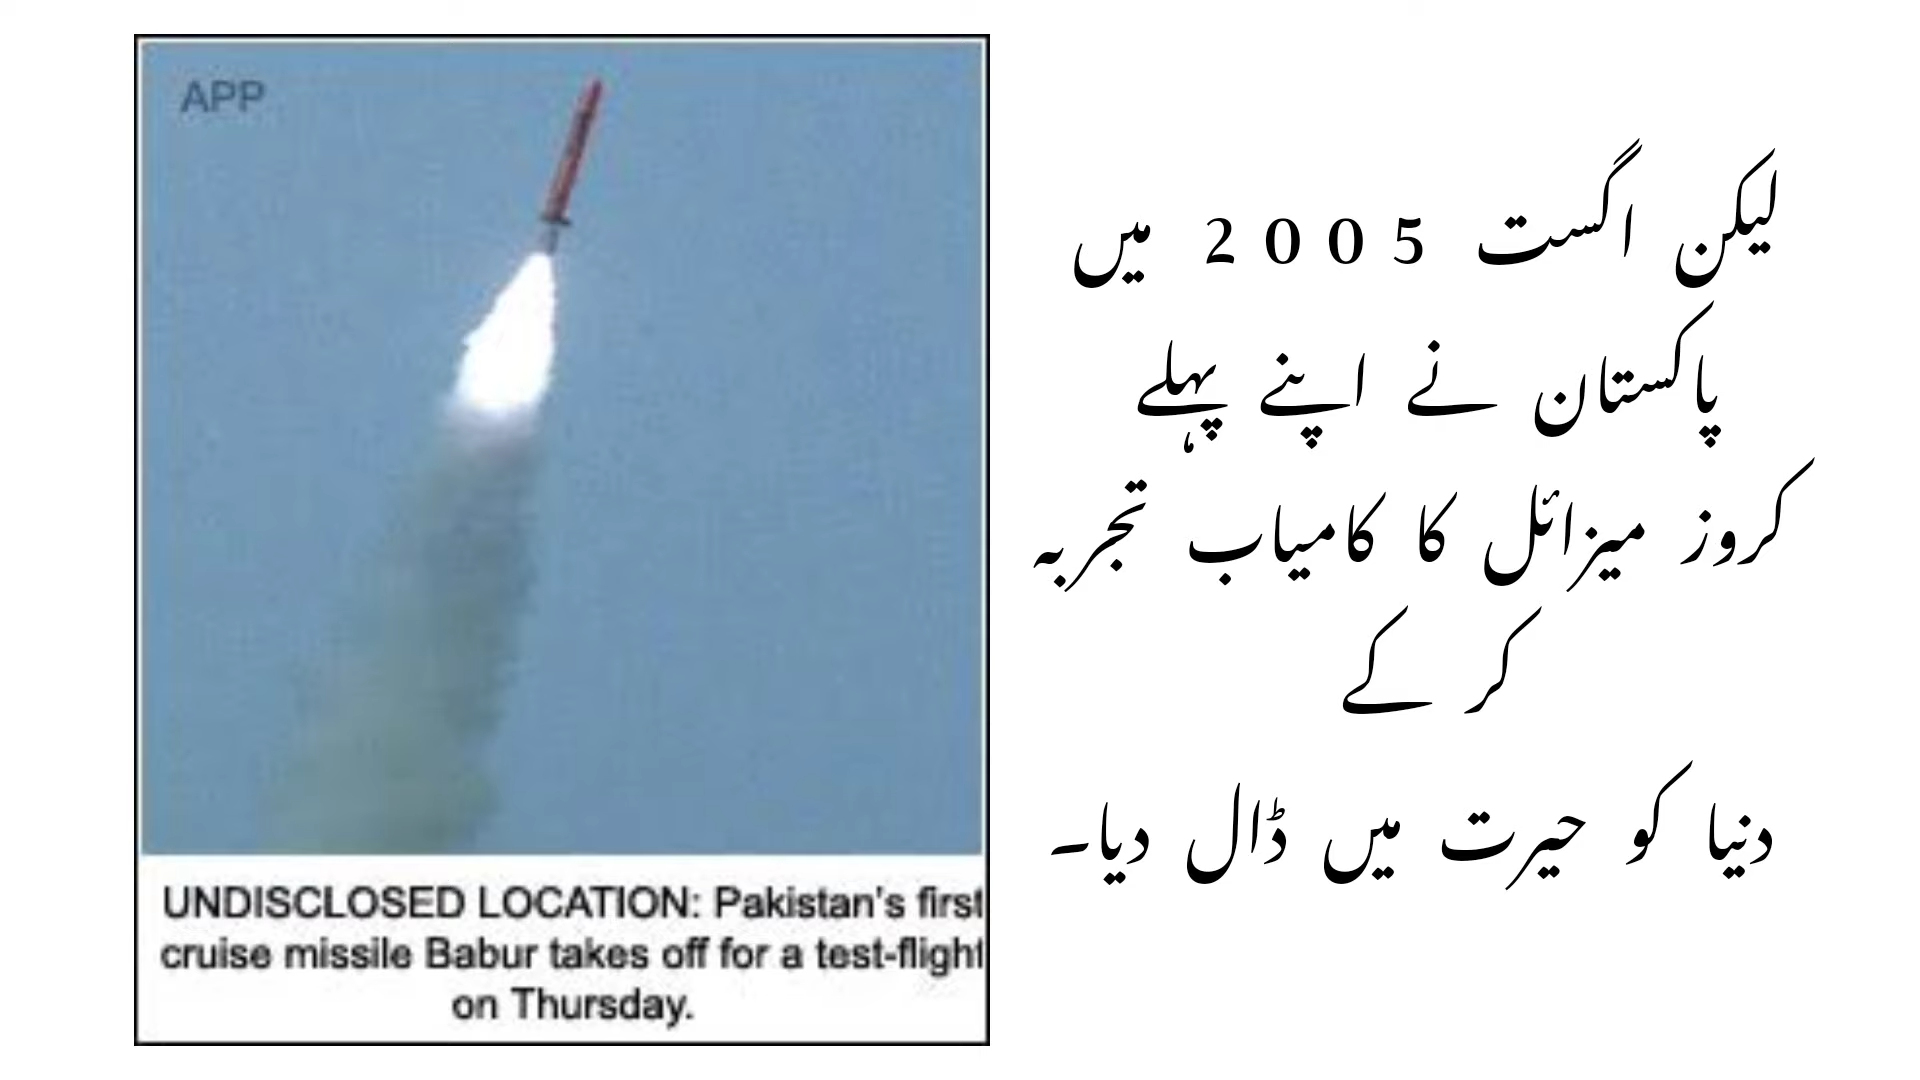 APP
UNDISCLOSED LOCATION: Pakistan's first
cruise missile Babur takes off for a test-flight
on Thursday.
لیکن اگست 2005 میں
پاکستان نے اپنے پہلے
کروز میزائل کا کامیاب تجربہ
کر کے
دنیا کو حیرت میں ڈال دیا۔